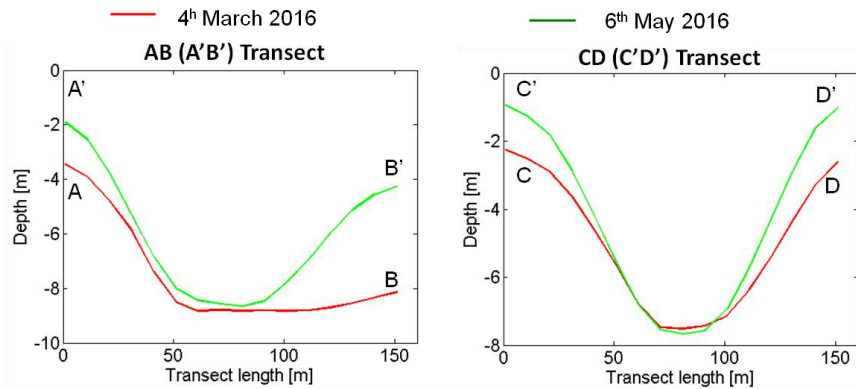 4ʰ March 2016
6ᵗʰ May 2016
AB (A'B') Transect
0
-2
-4
-6
-8
-10
Depth [m]
A'
A
B'
B
0
50
100
150
Transect length [m]
CD (C'D') Transect
0
-2
-4
-6
-8
Depth [m]
C'
C
D'
D
0
50
100
150
Transect length [m]